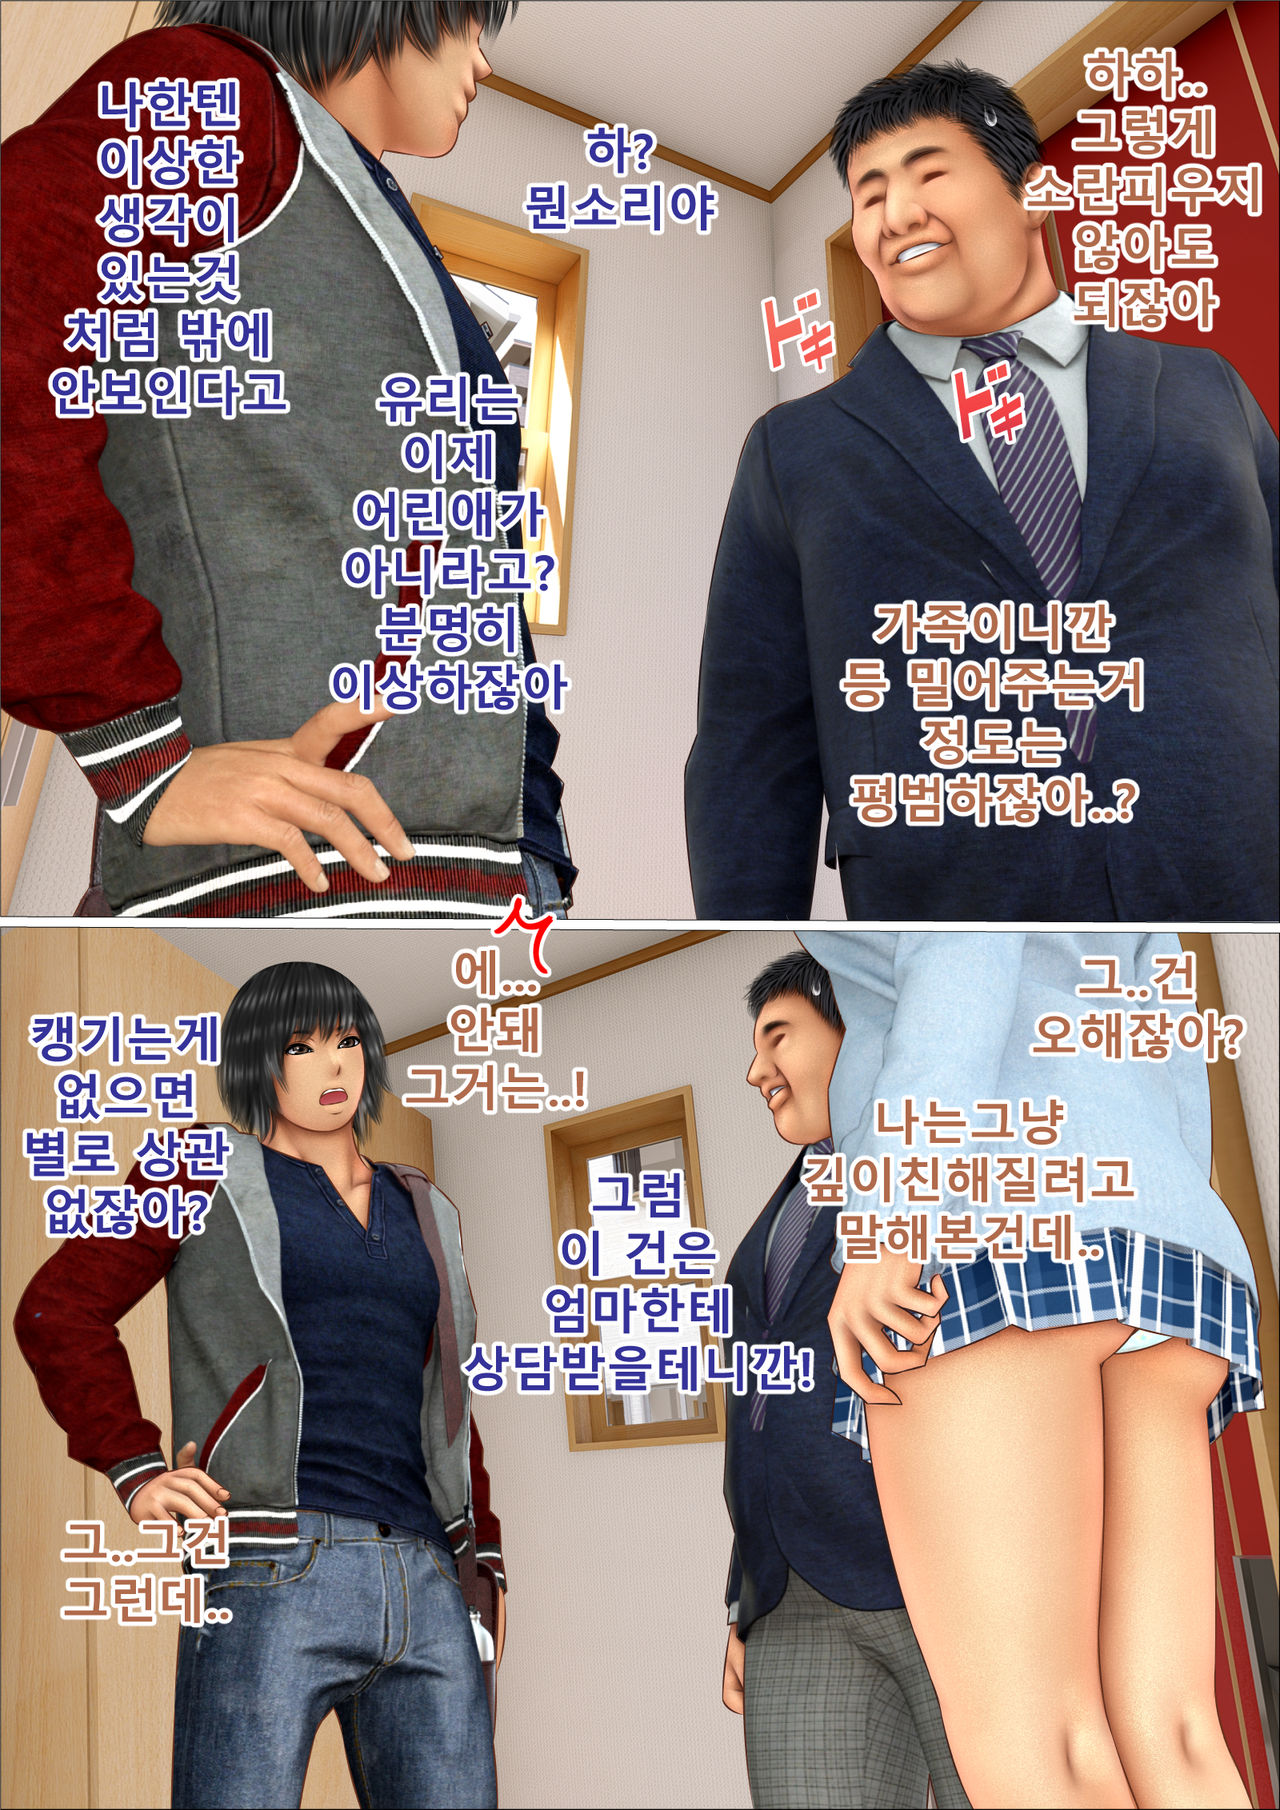 하하..
그렇게
소란피우지
않아도
되잖아
하?
뭔소리야
나한텐
이상한
생각이
있는것
처럼 밖에
안보인다고
ドキ
ドキ
유리는
이제
어린애가
아니라고?
분명히
이상하잖아
가족이니깐
등 밀어주는거
정도는
평범하잖아..?
그..건
오해잖아?
나는그냥
깊이친해질려고
말해본건데..
에...
안돼
그거는..!
캥기는게
없으면
별로 상관
없잖아?
그럼
이 건은
엄마한테
상담받을테니깐!
그..그건
그런데..